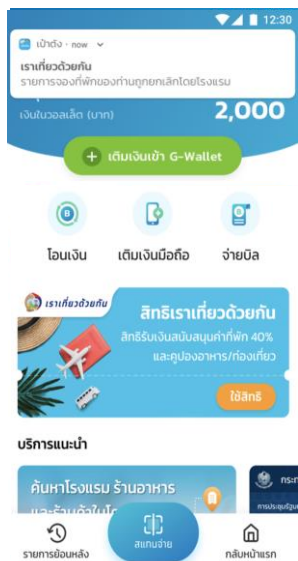 12:30
เป๋าตัง · now
เราเที่ยวด้วยกัน
รายการจองที่พักของท่านถูกยกเลิกโดยโรงแรม
เงินในวอลเล็ต (บาท)
2,000
+ เติมเงินเข้า G-Wallet
โอนเงิน
เติมเงินมือถือ
จ่ายบิล
เราเที่ยวด้วยกัน
สิทธิเราเที่ยวด้วยกัน
สิทธิรับเงินสนับสนุนค่าที่พัก 40%
และคูปองอาหาร/ท่องเที่ยว
ใช้สิทธิ
บริการแนะนำ
ค้นหาโรงแรม ร้านอาหาร
รายการย้อนหลัง
สแกนจ่าย
กลับหน้าแรก